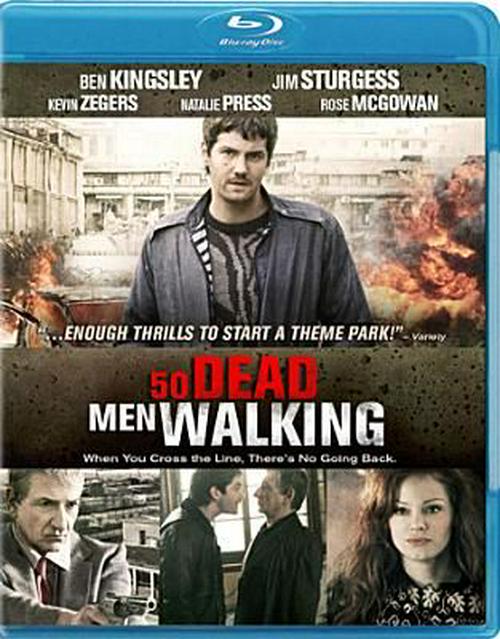 Blu-ray Disc
BEN KINGSLEY JIM STURGESS
KEVIN ZEGERS NATALIE PRESS ROSE MCGOWAN
"...ENOUGH THRILLS TO START A THEME PARK!" – Variety
50 DEAD
MEN WALKING
When You Cross the Line, There's No Going Back.